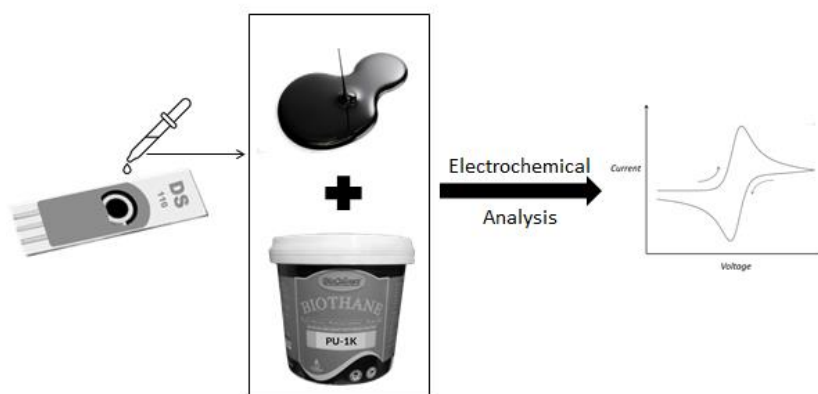 DS
110
BIOTHANE
PU-1K
Electrochemical
Analysis
Current
Voltage